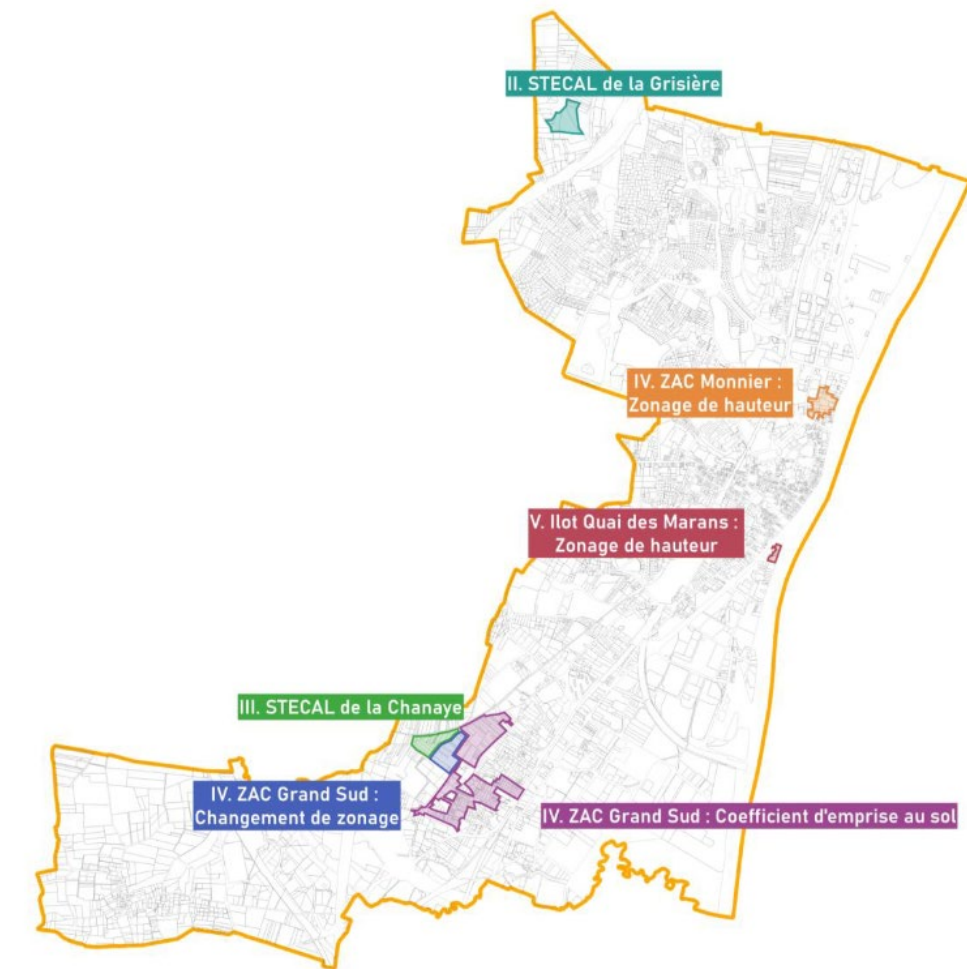 II. STECAL de la Grisière
IV. ZAC Monnier :
Zonage de hauteur
V. Ilot Quai des Marans :
Zonage de hauteur
III. STECAL de la Chanaye
IV. ZAC Grand Sud :
Changement de zonage
IV. ZAC Grand Sud : Coefficient d'emprise au sol